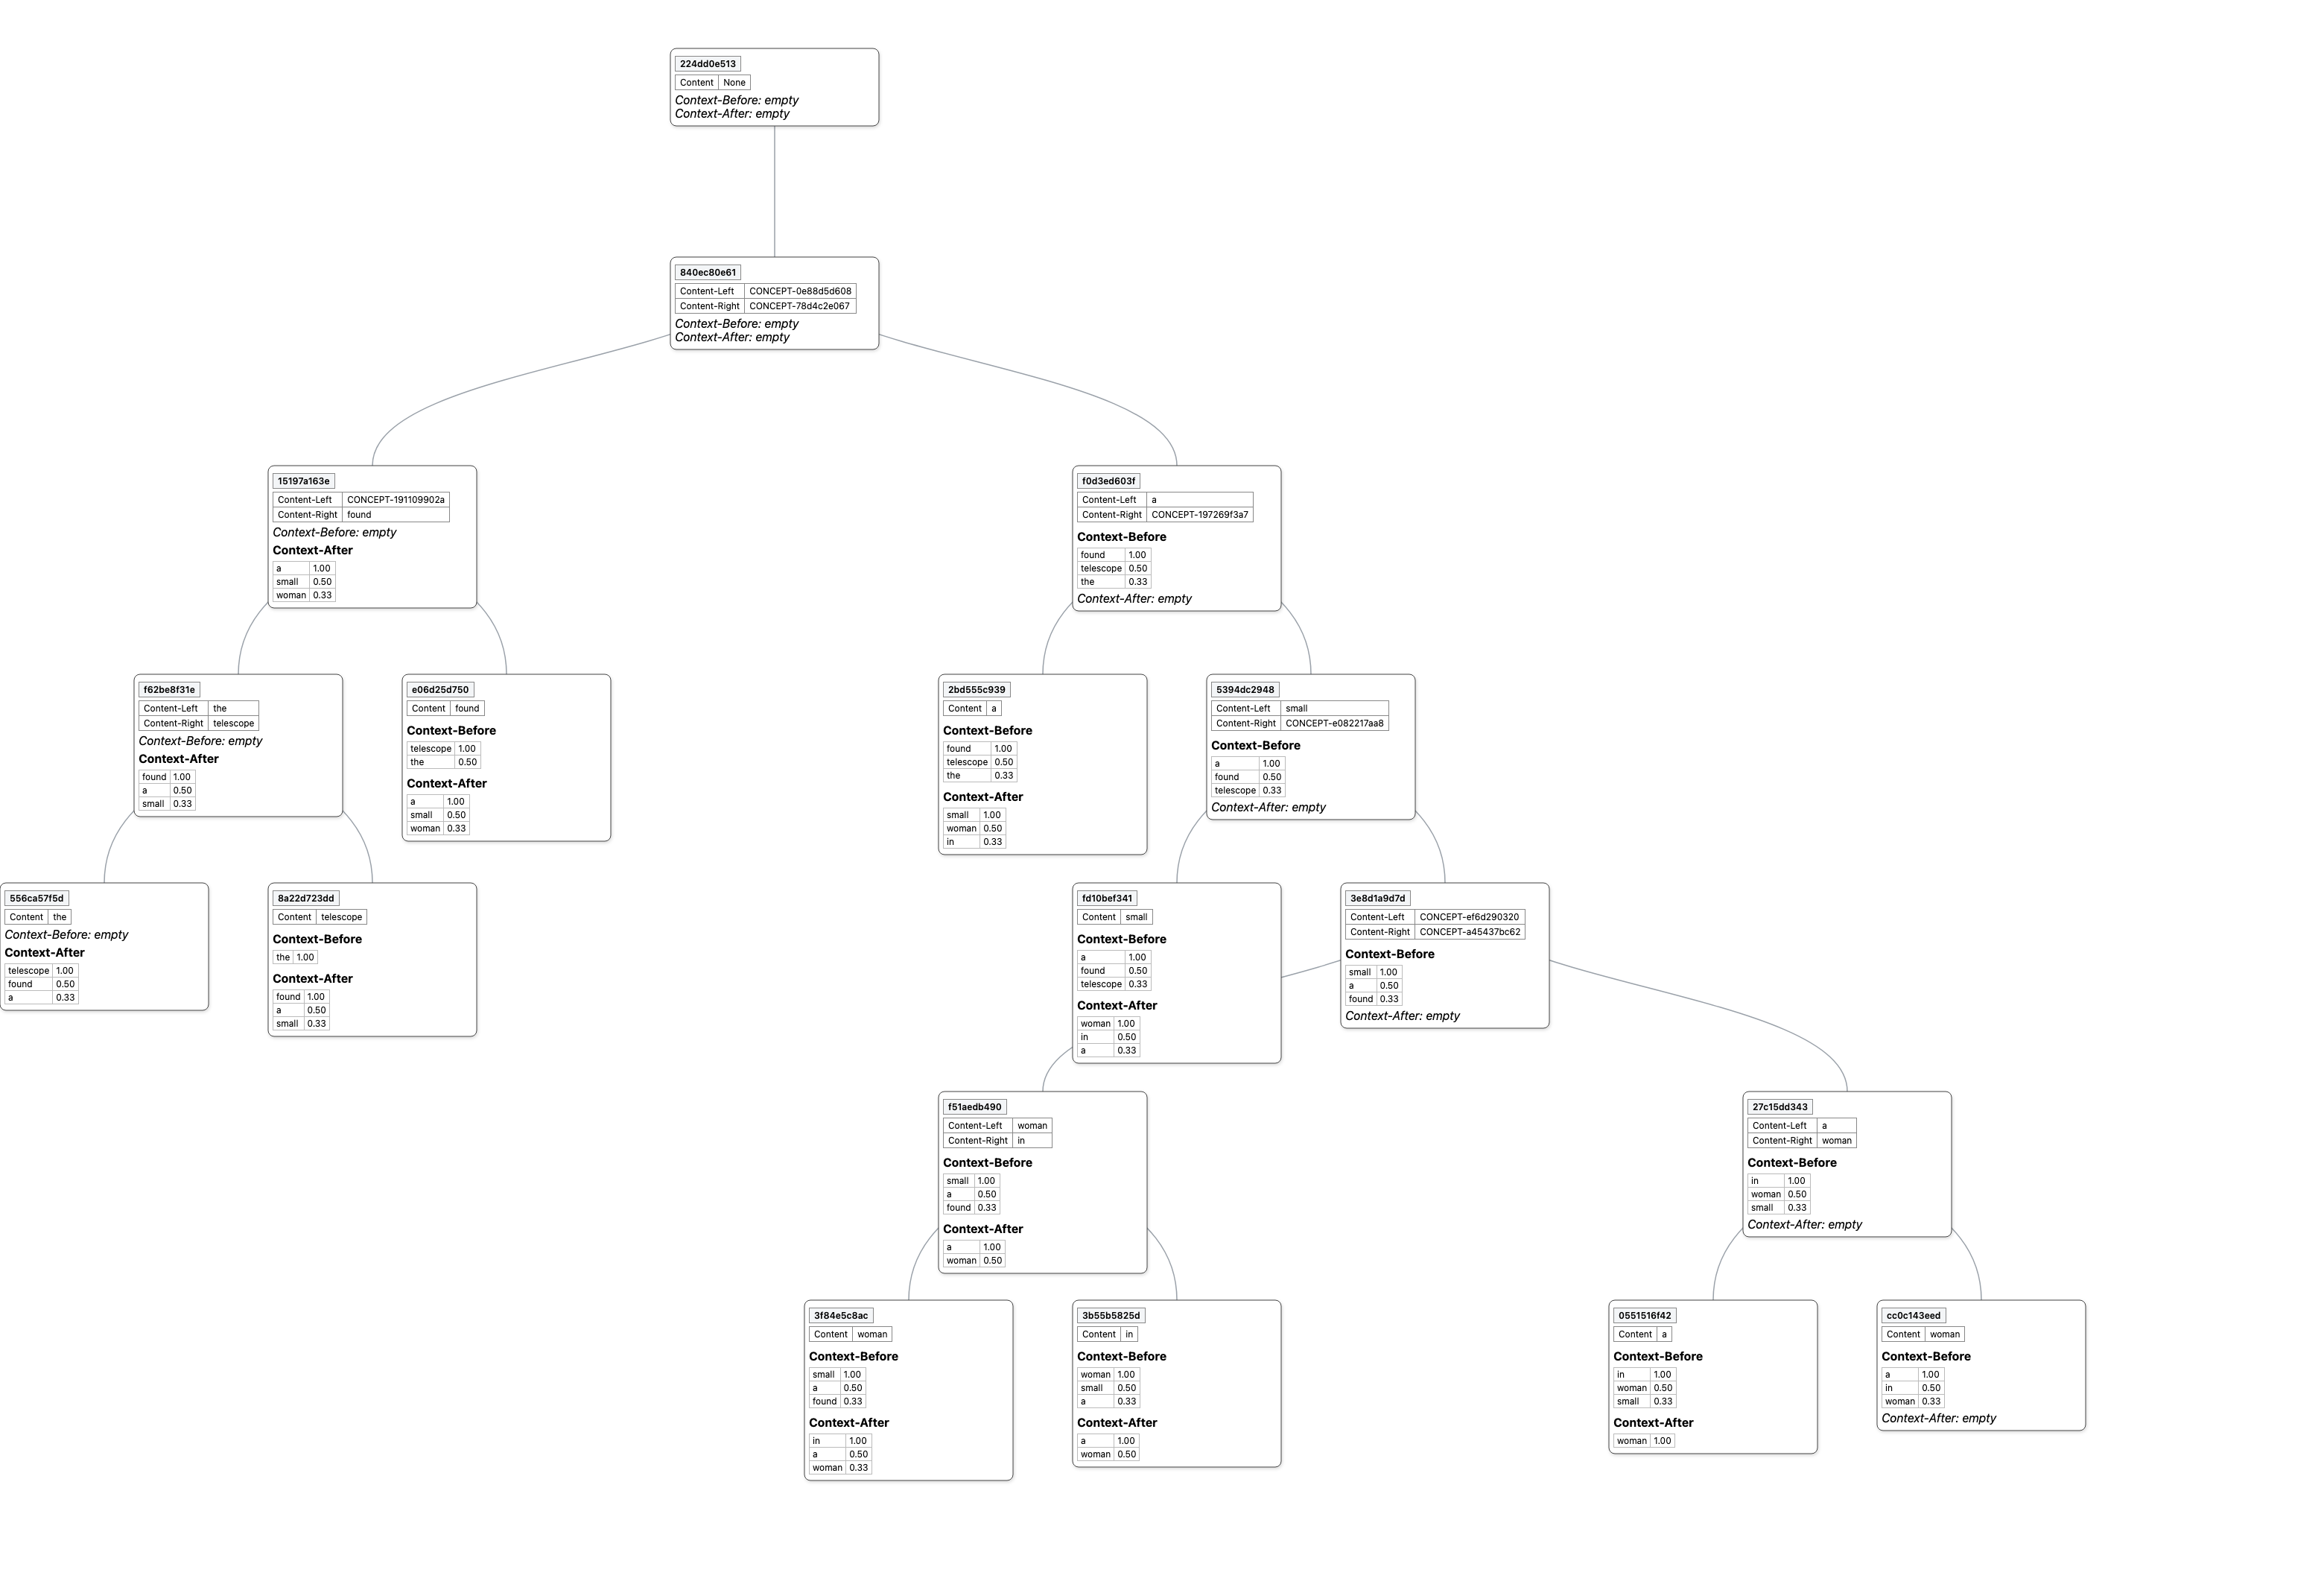 224dd0e513
Content None
Context-Before: empty
Context-After: empty
840ec80e61
Content-Left CONCEPT-0e88d5d608
Content-Right CONCEPT-78d4c2e067
Context-Before: empty
Context-After: empty
15197a163e
Content-Left CONCEPT-191109902a
Content-Right found
Context-Before: empty
Context-After
a 1.00
small 0.50
woman 0.33
f0d3ed603f
Content-Left a
Content-Right CONCEPT-197269f3a7
Context-Before
found 1.00
telescope 0.50
the 0.33
Context-After: empty
f62be8f31e
Content-Left the
Content-Right telescope
Context-Before: empty
Context-After
found 1.00
a 0.50
small 0.33
e06d25d750
Content found
Context-Before
telescope 1.00
the 0.50
Context-After
a 1.00
small 0.50
woman 0.33
2bd555c939
Content a
Context-Before
found 1.00
telescope 0.50
the 0.33
Context-After
small 1.00
woman 0.50
in 0.33
5394dc2948
Content-Left small
Content-Right CONCEPT-e082217aa8
Context-Before
a 1.00
found 0.50
telescope 0.33
Context-After: empty
556ca57f5d
Content the
Context-Before: empty
Context-After
telescope 1.00
found 0.50
a 0.33
8a22d723dd
Content telescope
Context-Before
the 1.00
Context-After
found 1.00
a 0.50
small 0.33
fd10bef341
Content small
Context-Before
a 1.00
found 0.50
telescope 0.33
Context-After
woman 1.00
in 0.50
a 0.33
3e8d1a9d7d
Content-Left CONCEPT-ef6d290320
Content-Right CONCEPT-a45437bc62
Context-Before
small 1.00
a 0.50
found 0.33
Context-After: empty
f51aedb490
Content-Left woman
Content-Right in
Context-Before
small 1.00
a 0.50
found 0.33
Context-After
a 1.00
woman 0.50
27c15dd343
Content-Left a
Content-Right woman
Context-Before
in 1.00
woman 0.50
small 0.33
Context-After: empty
3f84e5c8ac
Content woman
Context-Before
small 1.00
a 0.50
found 0.33
Context-After
in 1.00
a 0.50
woman 0.33
3b55b5825d
Content in
Context-Before
woman 1.00
small 0.50
a 0.33
Context-After
a 1.00
woman 0.50
0551516f42
Content a
Context-Before
in 1.00
woman 0.50
small 0.33
Context-After
woman 1.00
cc0c143eed
Content woman
Context-Before
a 1.00
in 0.50
woman 0.33
Context-After: empty